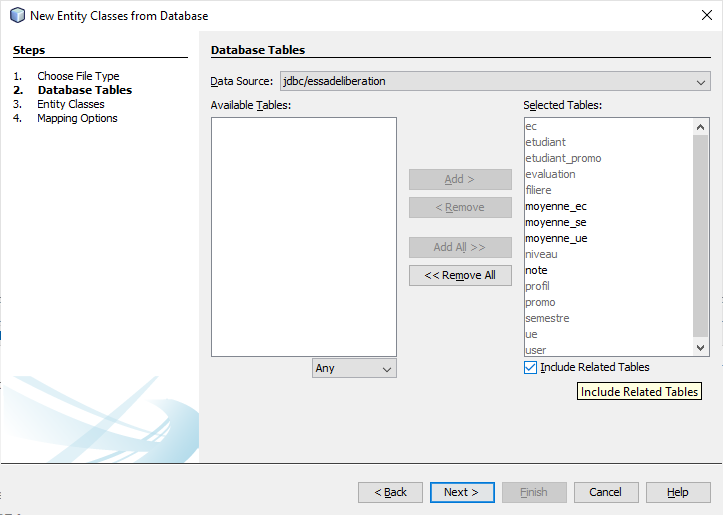 New Entity Classes from Database
Steps
1. Choose File Type
2. Database Tables
3. Entity Classes
4. Mapping Options
Database Tables
Data Source: jdbc/essadeliberation
Available Tables:
Any
Add >
< Remove
Add All >>
<< Remove All
Selected Tables:
ec
etudiant
etudiant_promo
evaluation
filiere
moyenne_ec
moyenne_se
moyenne_ue
niveau
note
profil
promo
semestre
ue
user
Include Related Tables
Include Related Tables
< Back
Next >
Finish
Cancel
Help